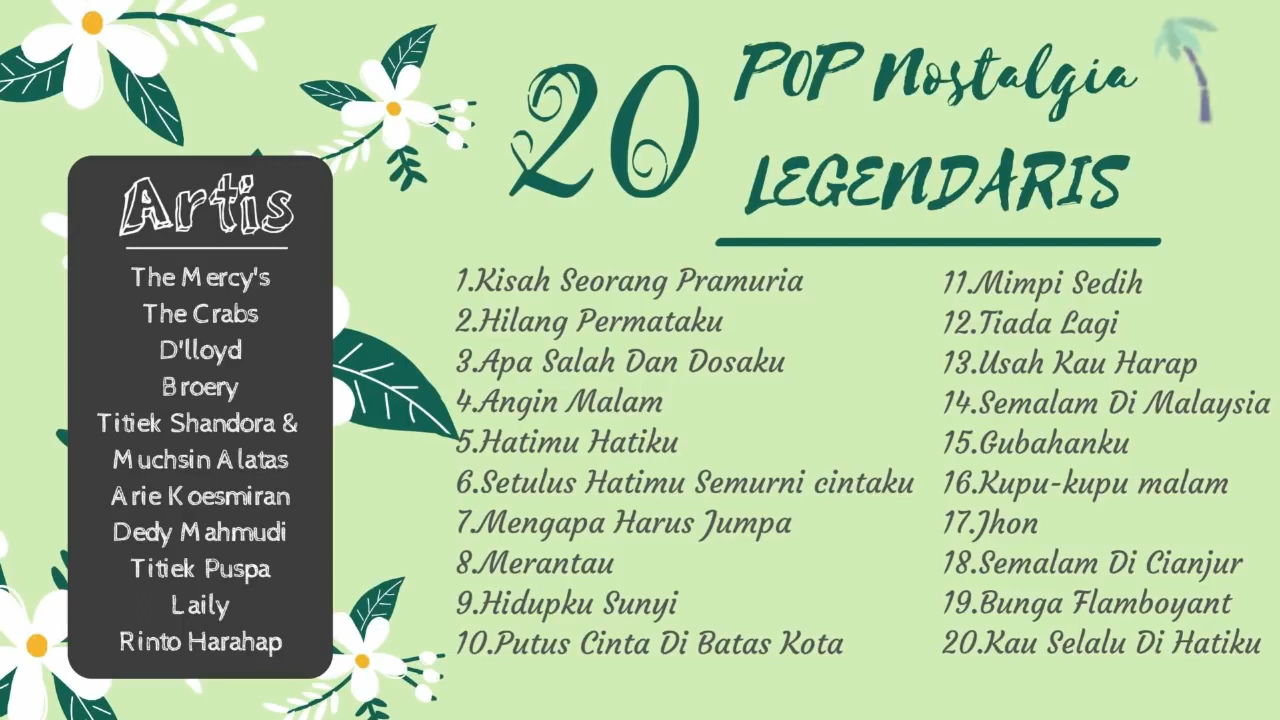 20
POP Nostalgia
LEGENDARIS
Artis
The Mercy's
The Crabs
D'lloyd
Broery
Titiek Shandora &
Muchsin Alatas
Arie Koesmiran
Dedy Mahmudi
Titiek Puspa
Laily
Rinto Harahap
1.Kisah Seorang Pramuria
2.Hilang Permataku
3.Apa Salah Dan Dosaku
4.Angin Malam
5.Hatimu Hatiku
6.Setulus Hatimu Semurni cintaku
7.Mengapa Harus Jumpa
8.Merantau
9.Hidupku Sunyi
10.Putus Cinta Di Batas Kota
11.Mimpi Sedih
12.Tiada Lagi
13.Usah Kau Harap
14.Semalam Di Malaysia
15.Gubahanku
16.Kupu-kupu malam
17.Jhon
18.Semalam Di Cianjur
19.Bunga Flamboyant
20.Kau Selalu Di Hatiku